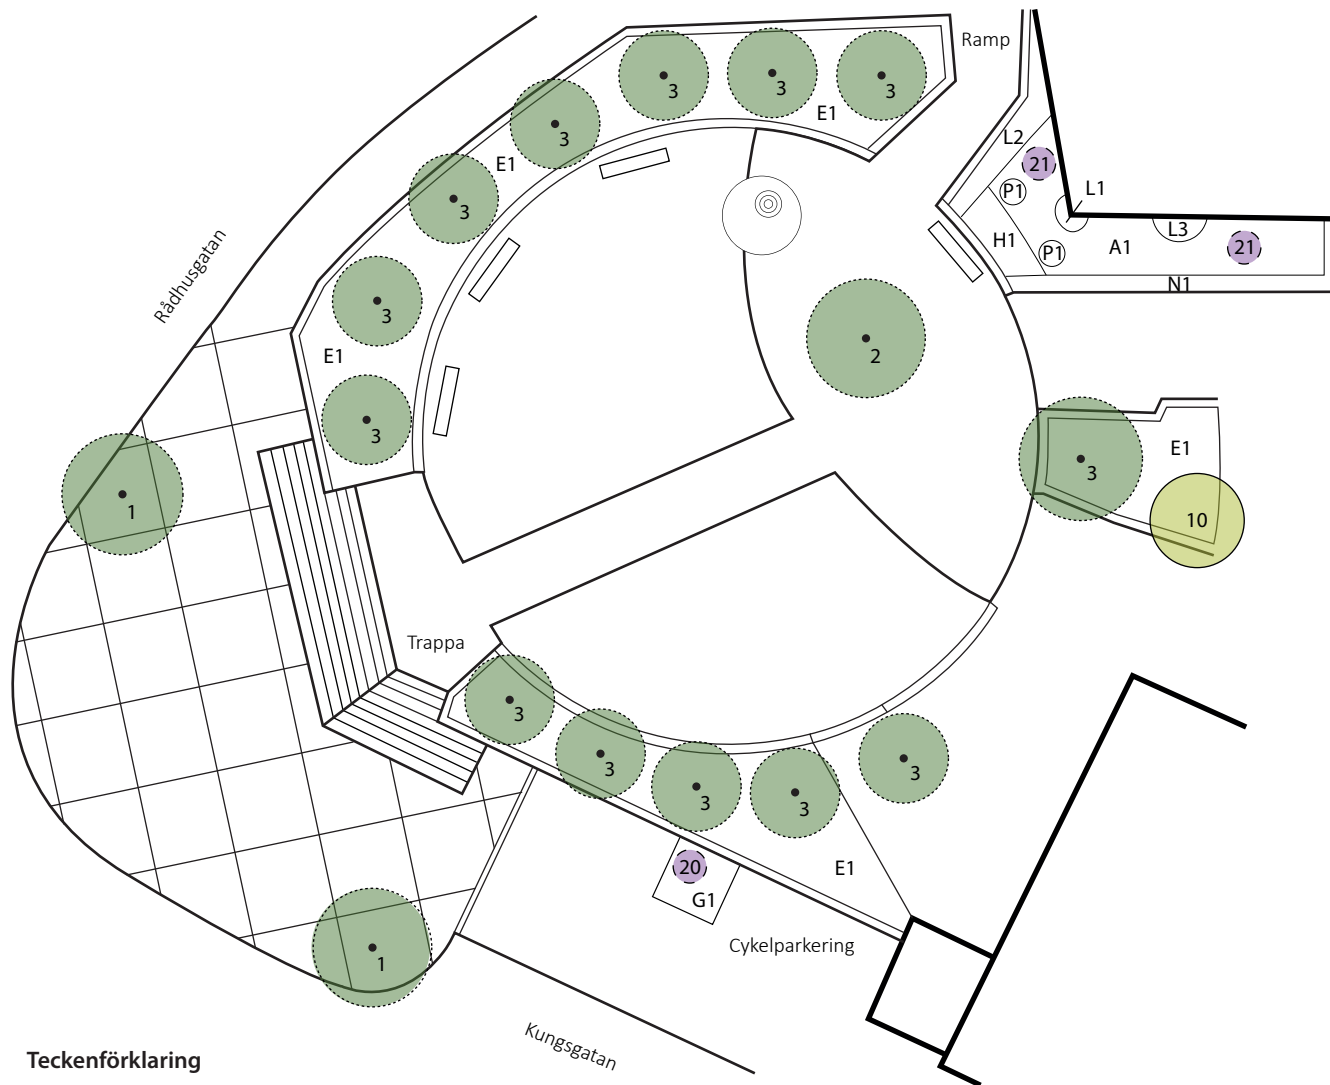 Ramp
3
3
3
E1
3
E1
L2
21
P1
L1
3
H1
P1
A1
L3
21
N1
Rådhusgatan
3
E1
2
3
E1
3
10
1
Trappa
3
3
3
3
3
E1
20
G1
Cykelparkering
1
Kungsgatan
Teckenförklaring